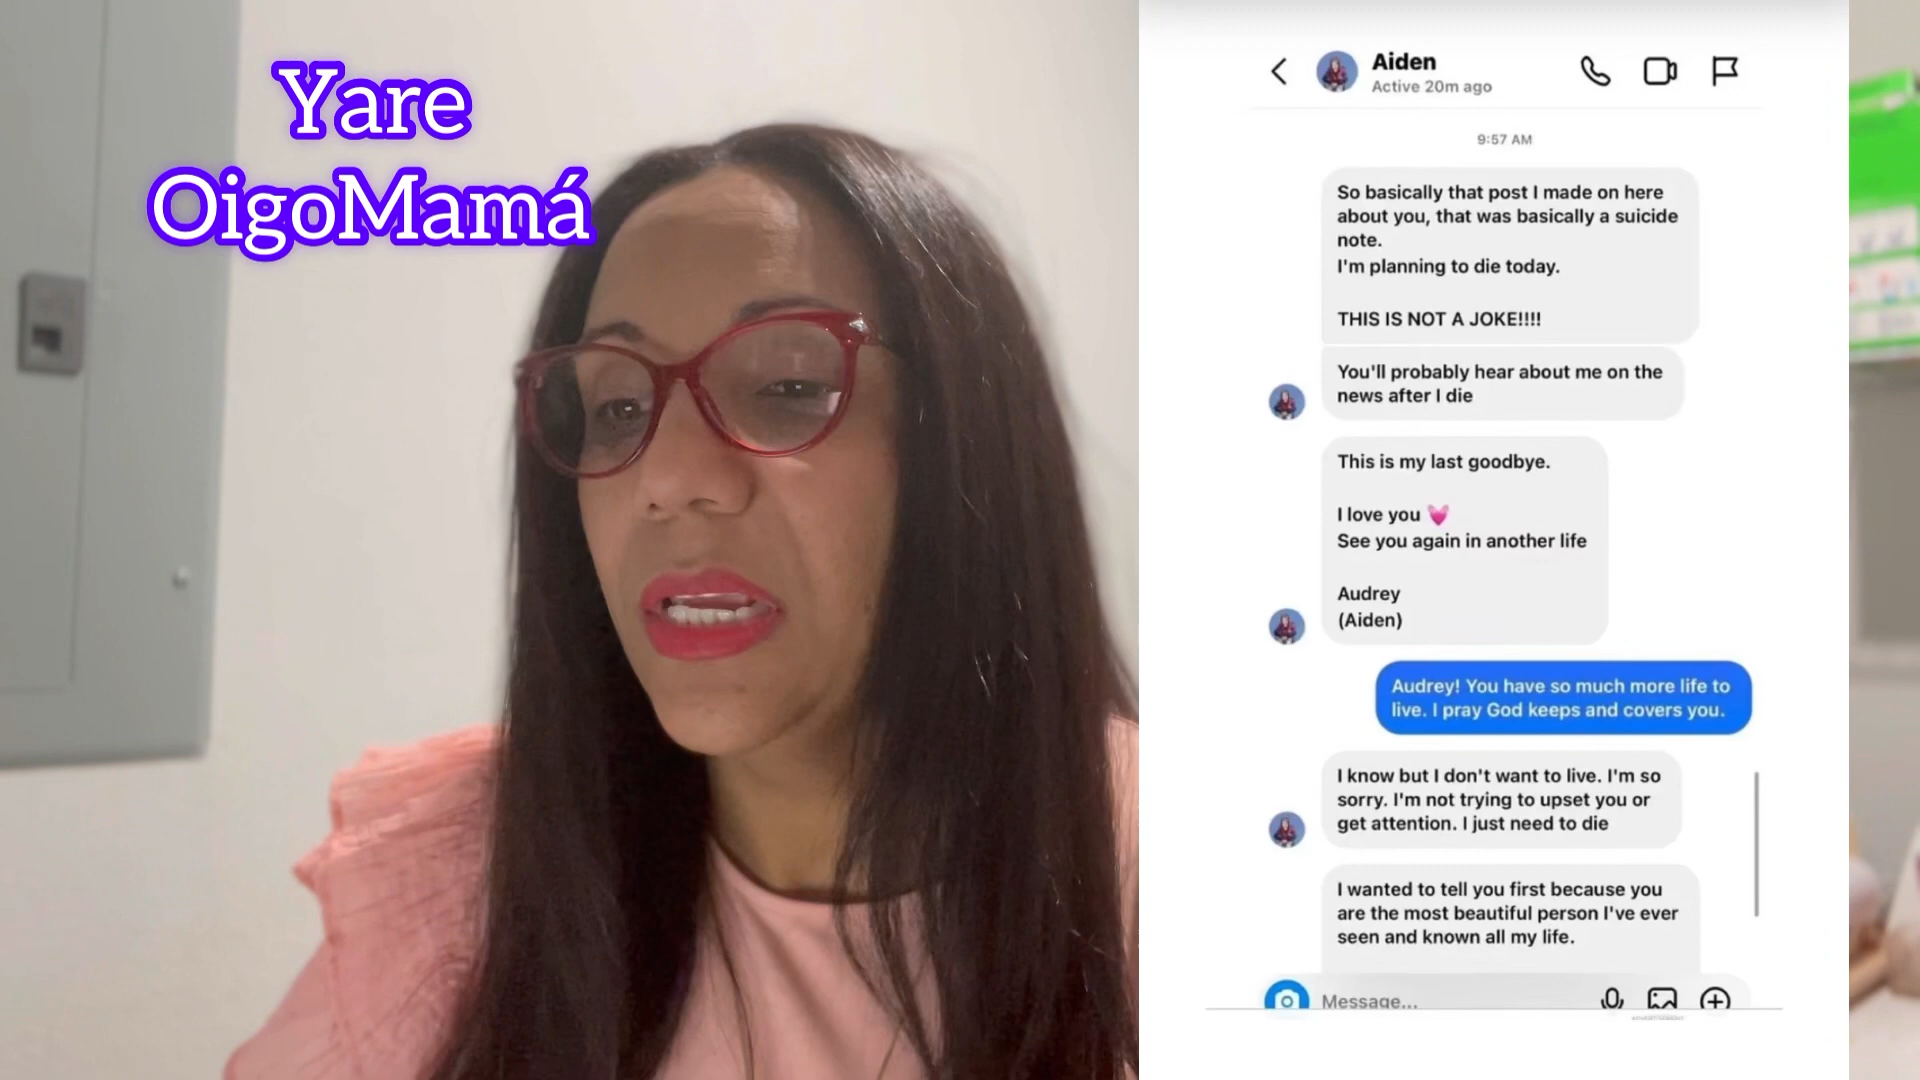 Yare
OigoMamá
Aiden
Active 20m ago
9:57 AM
So basically that post I made on here
about you, that was basically a suicide
note.
I'm planning to die today.
THIS IS NOT A JOKE!!!!
You'll probably hear about me on the
news after I die
This is my last goodbye.
I love you 💗
See you again in another life
Audrey
(Aiden)
Audrey! You have so much more life to
live. I pray God keeps and covers you.
I know but I don't want to live. I'm so
sorry. I'm not trying to upset you or
get attention. I just need to die
I wanted to tell you first because you
are the most beautiful person I've ever
seen and known all my life.
Message...